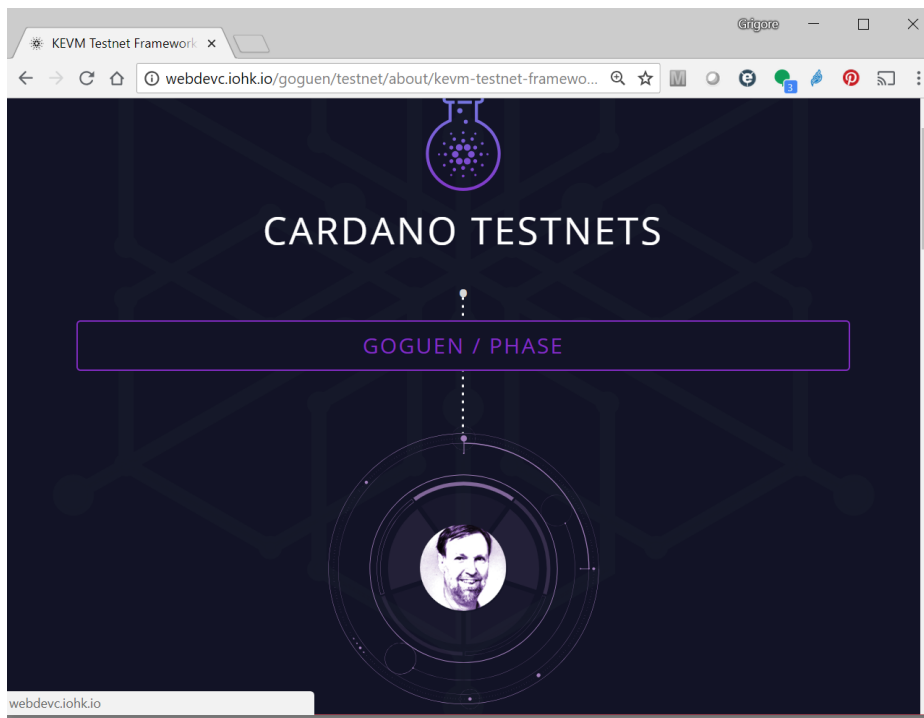 Grigore
KEVM Testnet Framework
webdevc.iohk.io/goguen/testnet/about/kevm-testnet-framewo...
3
CARDANO TESTNETS
GOGUEN / PHASE
webdevc.iohk.io